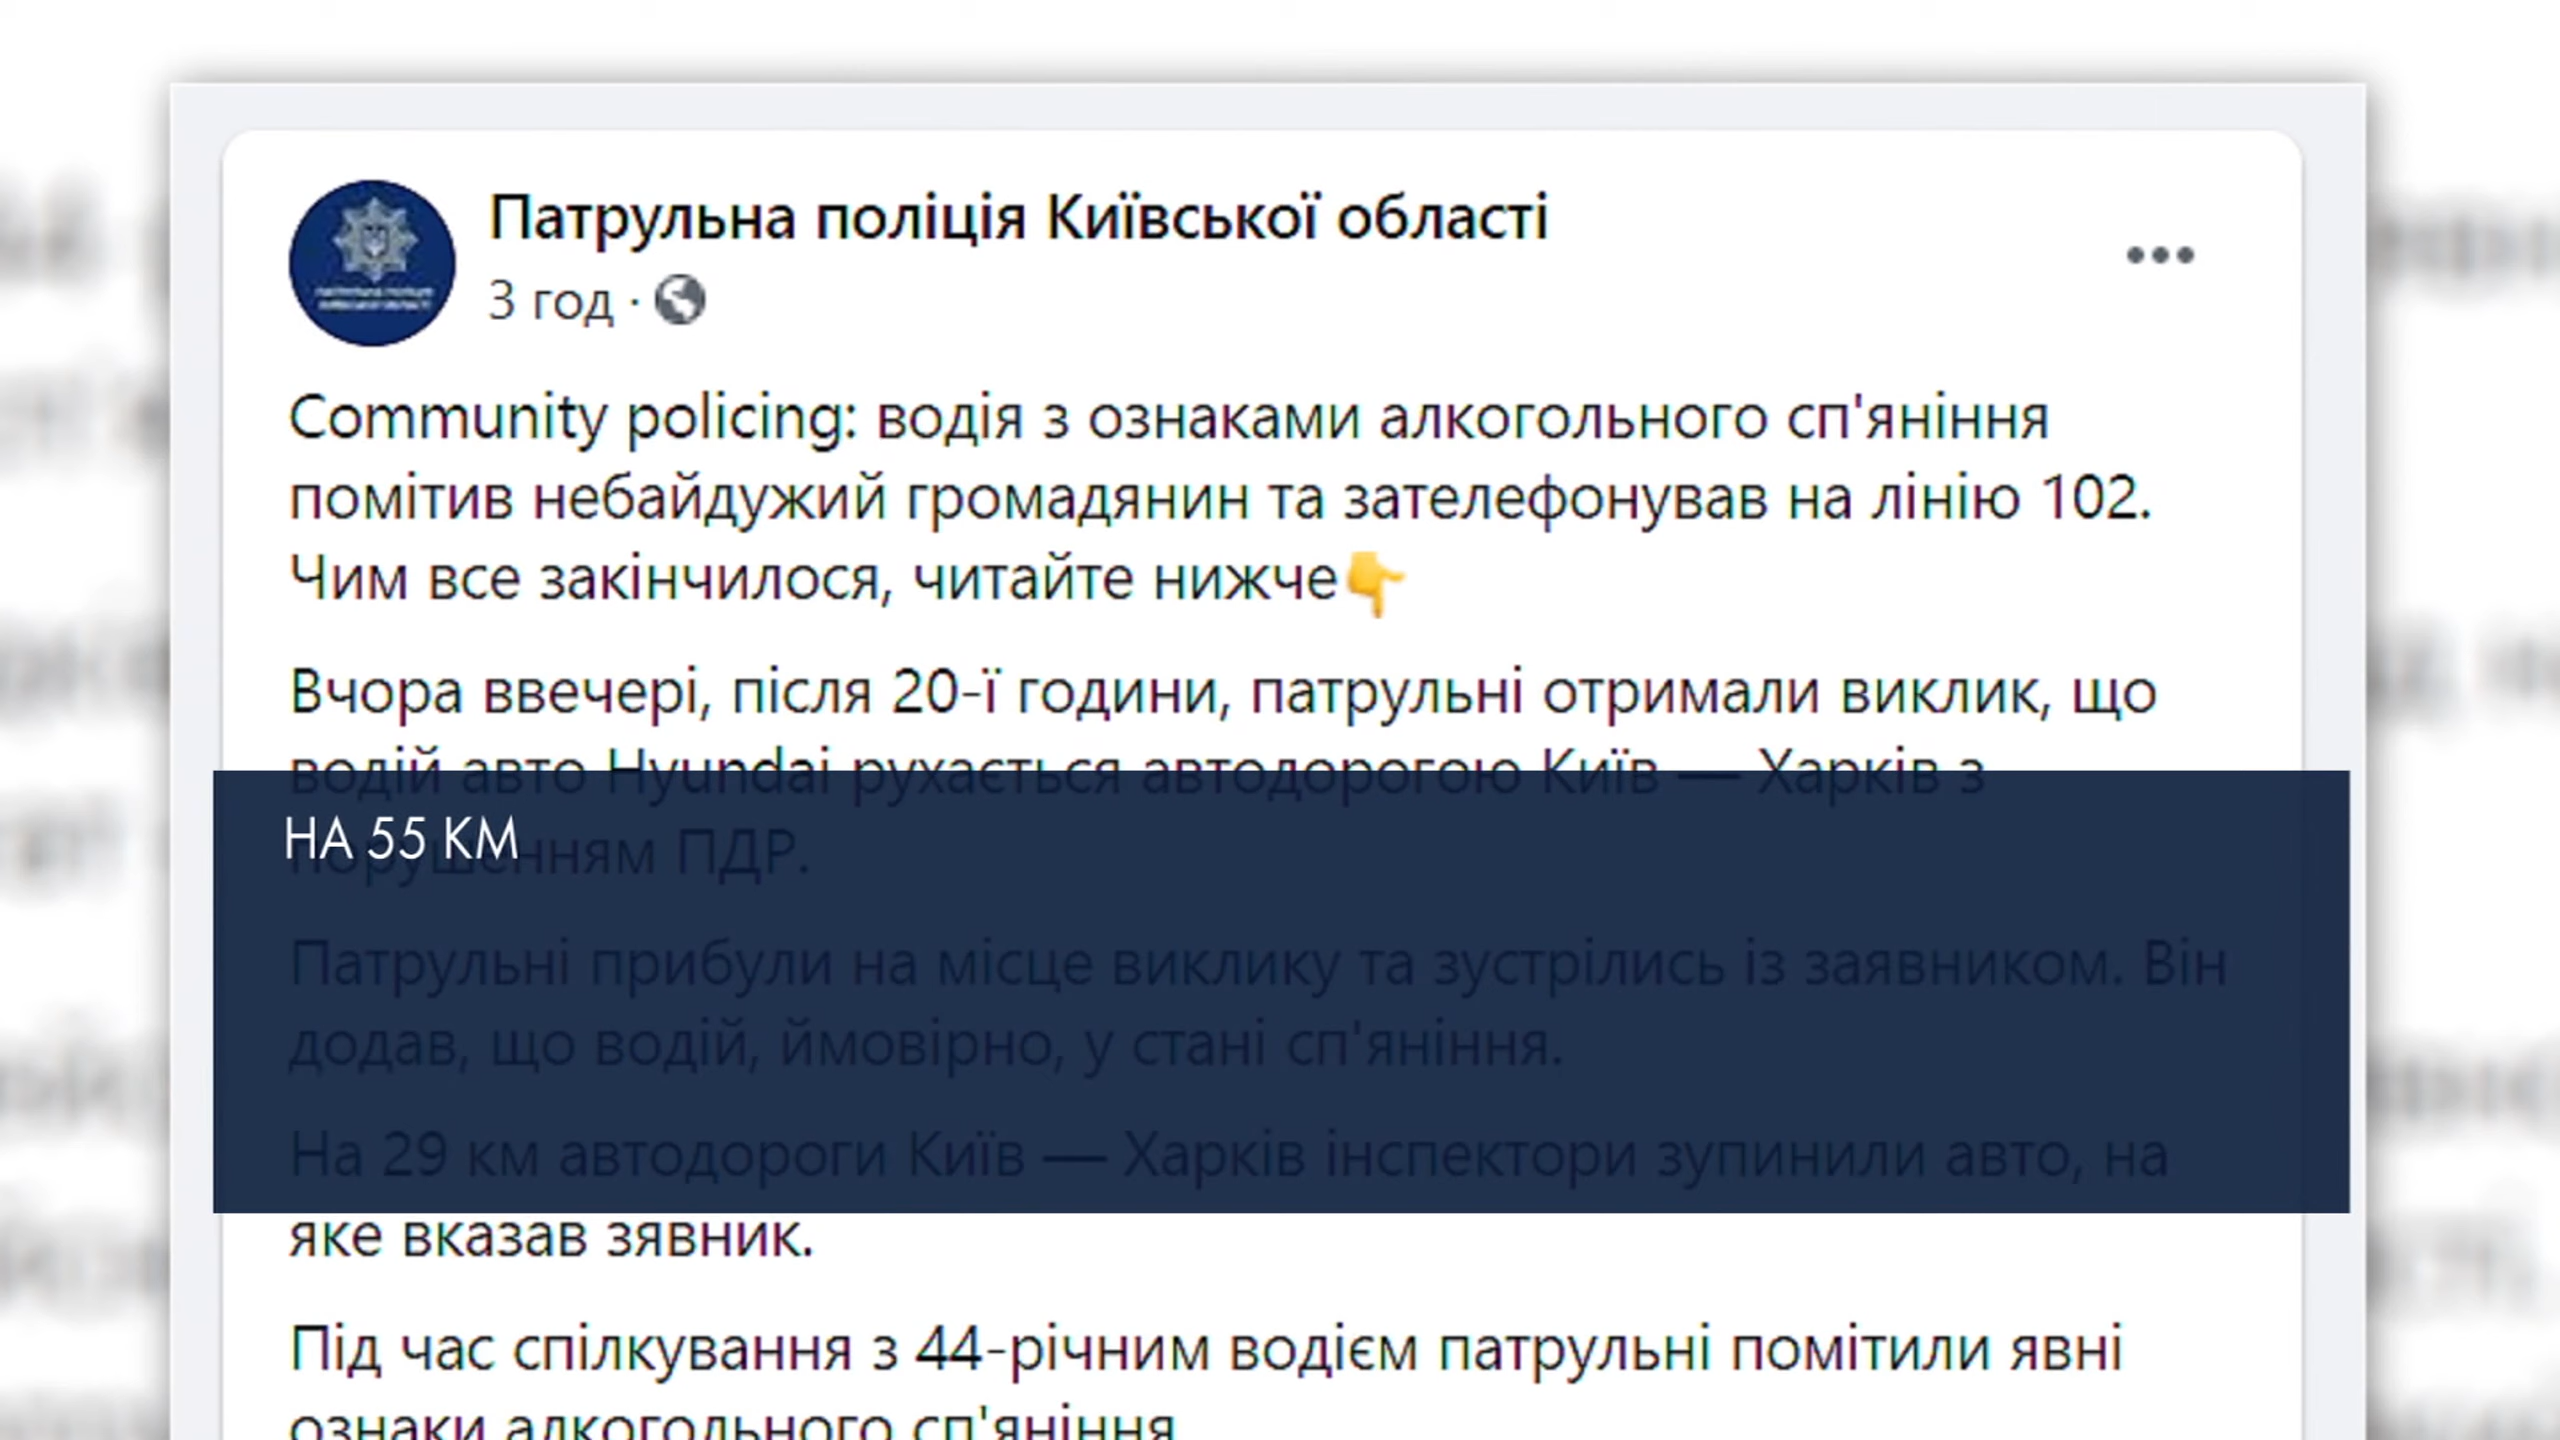 Патрульна поліція Київської області
3 год ·
Community policing: водія з ознаками алкогольного сп'яніння
помітив небайдужий громадянин та зателефонував на лінію 102.
Чим все закінчилося, читайте нижче👇
Вчора ввечері, після 20-ї години, патрульні отримали виклик, що
водій авто Hyundai рухається автодорогою Київ — Харків з
порушенням ПДР.
НА 55 КМ
Патрульні прибули на місце виклику та зустрілись із заявником. Він
додав, що водій, ймовірно, у стані сп'яніння.
На 29 км автодороги Київ — Харків інспектори зупинили авто, на
яке вказав зявник.
Під час спілкування з 44-річним водієм патрульні помітили явні
ознаки алкогольного сп'яніння